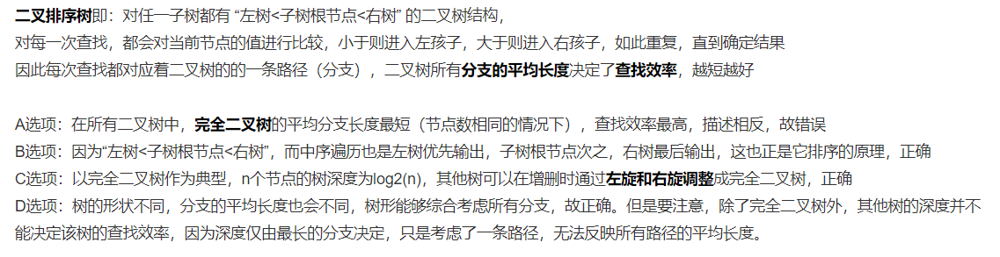 二叉排序树即：对任一子树都有 “左树<子树根节点<右树” 的二叉树结构，
对每一次查找，都会对当前节点的值进行比较，小于则进入左孩子，大于则进入右孩子，如此重复，直到确定结果
因此每次查找都对应着二叉树的的一条路径（分支），二叉树所有分支的平均长度决定了查找效率，越短越好
A选项：在所有二叉树中，完全二叉树的平均分支长度最短（节点数相同的情况下），查找效率最高，描述相反，故错误
B选项：因为“左树<子树根节点<右树”，而中序遍历也是左树优先输出，子树根节点次之，右树最后输出，这也正是它排序的原理，正确
C选项：以完全二叉树作为典型，n个节点的树深度为log2(n)，其他树可以在增删时通过左旋和右旋调整成完全二叉树，正确
D选项：树的形状不同，分支的平均长度也会不同，树形能够综合考虑所有分支，故正确。但是要注意，除了完全二叉树外，其他树的深度并不
能决定该树的查找效率，因为深度仅由最长的分支决定，只是考虑了一条路径，无法反映所有路径的平均长度。